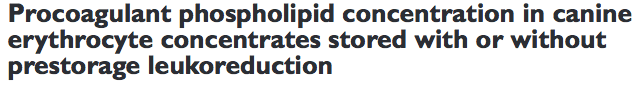 Procoagulant phospholipid concentration in canine
erythrocyte concentrates stored with or without
prestorage leukoreduction